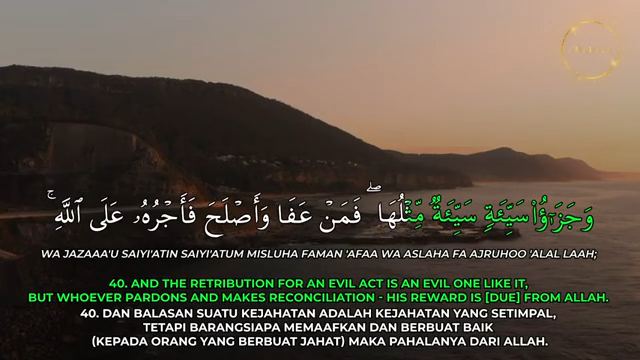 وَجَزَٰٓؤُا۟ سَيِّئَةٍ سَيِّئَةٌ مِّثْلُهَا ۖ فَمَنْ عَفَا وَأَصْلَحَ فَأَجْرُهُۥ عَلَى ٱللَّهِ ۚ
WA JAZAAA'U SAIYI'ATIN SAIYI'ATUM MISLUHA FAMAN 'AFAA WA ASLAHA FA AJRUHOO 'ALAL LAAH;
40. AND THE RETRIBUTION FOR AN EVIL ACT IS AN EVIL ONE LIKE IT,
BUT WHOEVER PARDONS AND MAKES RECONCILIATION - HIS REWARD IS [DUE] FROM ALLAH.
40. DAN BALASAN SUATU KEJAHATAN ADALAH KEJAHATAN YANG SETIMPAL,
TETAPI BARANGSIAPA MEMAAFKAN DAN BERBUAT BAIK
(KEPADA ORANG YANG BERBUAT JAHAT) MAKA PAHALANYA DARI ALLAH.